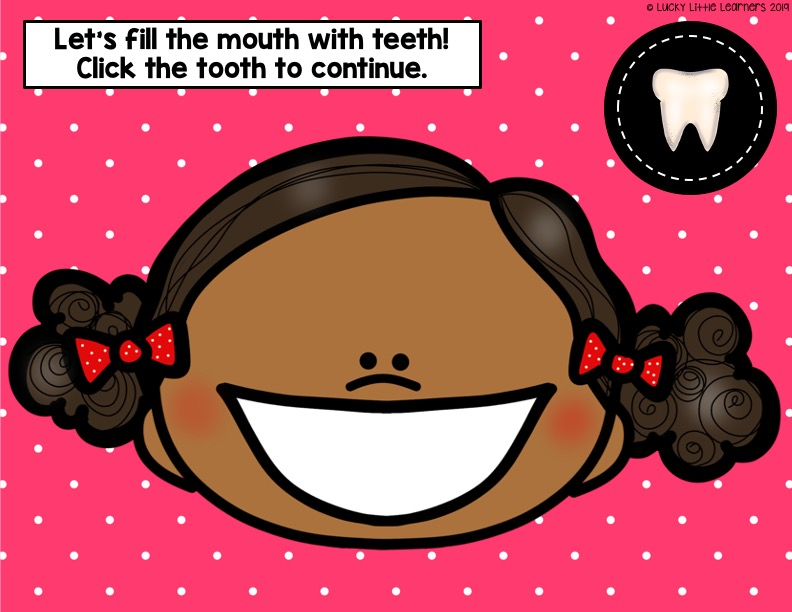 © Lucky Little Learners 2019
Let's fill the mouth with teeth!
Click the tooth to continue.